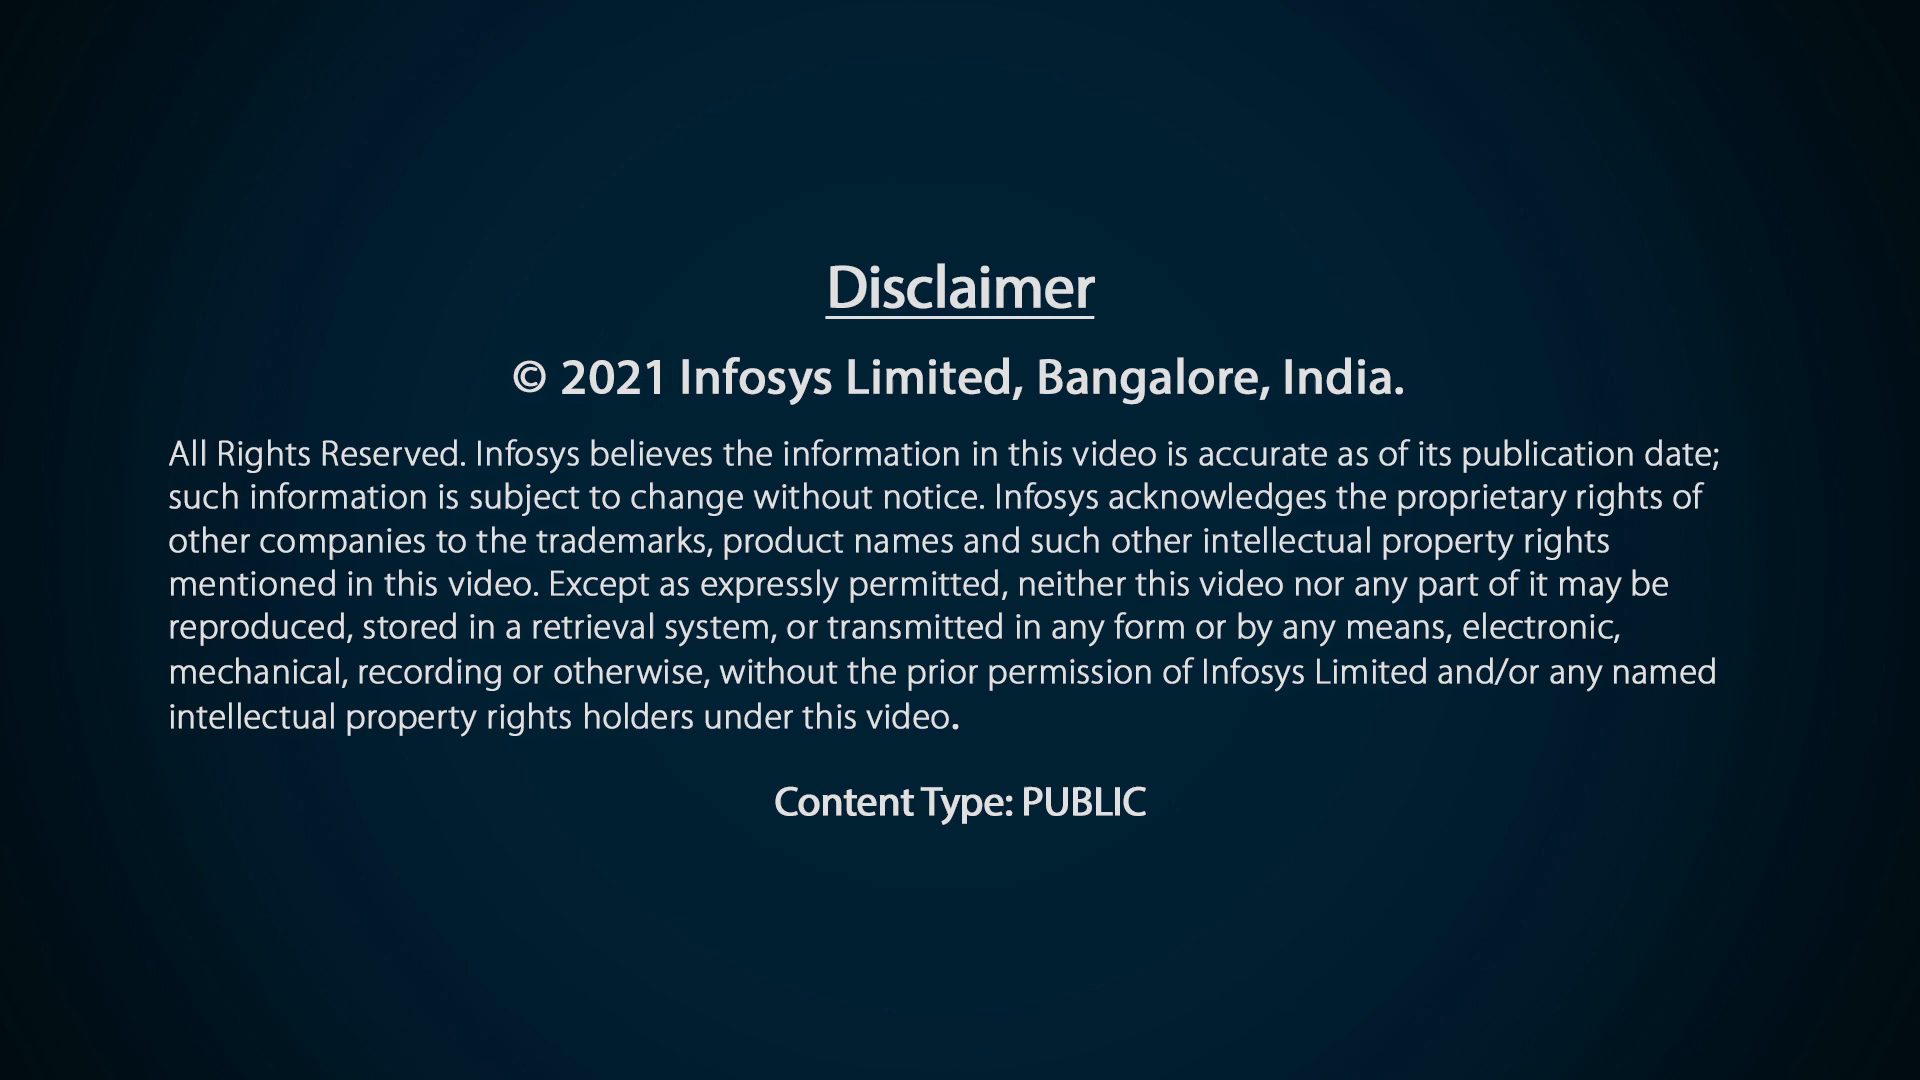 Disclaimer
© 2021 Infosys Limited, Bangalore, India.
All Rights Reserved. Infosys believes the information in this video is accurate as of its publication date;
such information is subject to change without notice. Infosys acknowledges the proprietary rights of
other companies to the trademarks, product names and such other intellectual property rights
mentioned in this video. Except as expressly permitted, neither this video nor any part of it may be
reproduced, stored in a retrieval system, or transmitted in any form or by any means, electronic,
mechanical, recording or otherwise, without the prior permission of Infosys Limited and/or any named
intellectual property rights holders under this video.
Content Type: PUBLIC